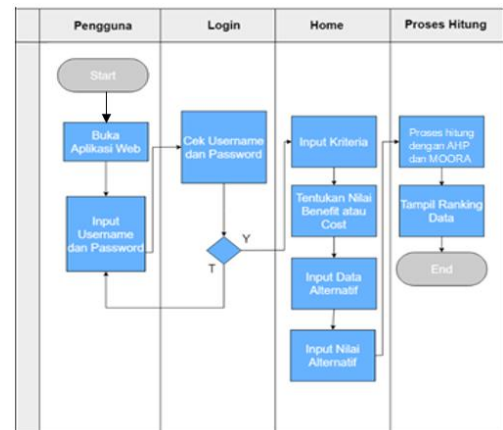 Pengguna
Login
Home
Proses Hitung
Start
Buka
Aplikasi Web
Input
Username
dan Password
Cek Username
dan Password
Y
T
Input Kriteria
Tentukan Nilai
Benefit atau
Cost
Input Data
Alternatif
Input Nilai
Alternatif
Proses hitung
dengan AHP
dan MOORA
Tampil Ranking
Data
End